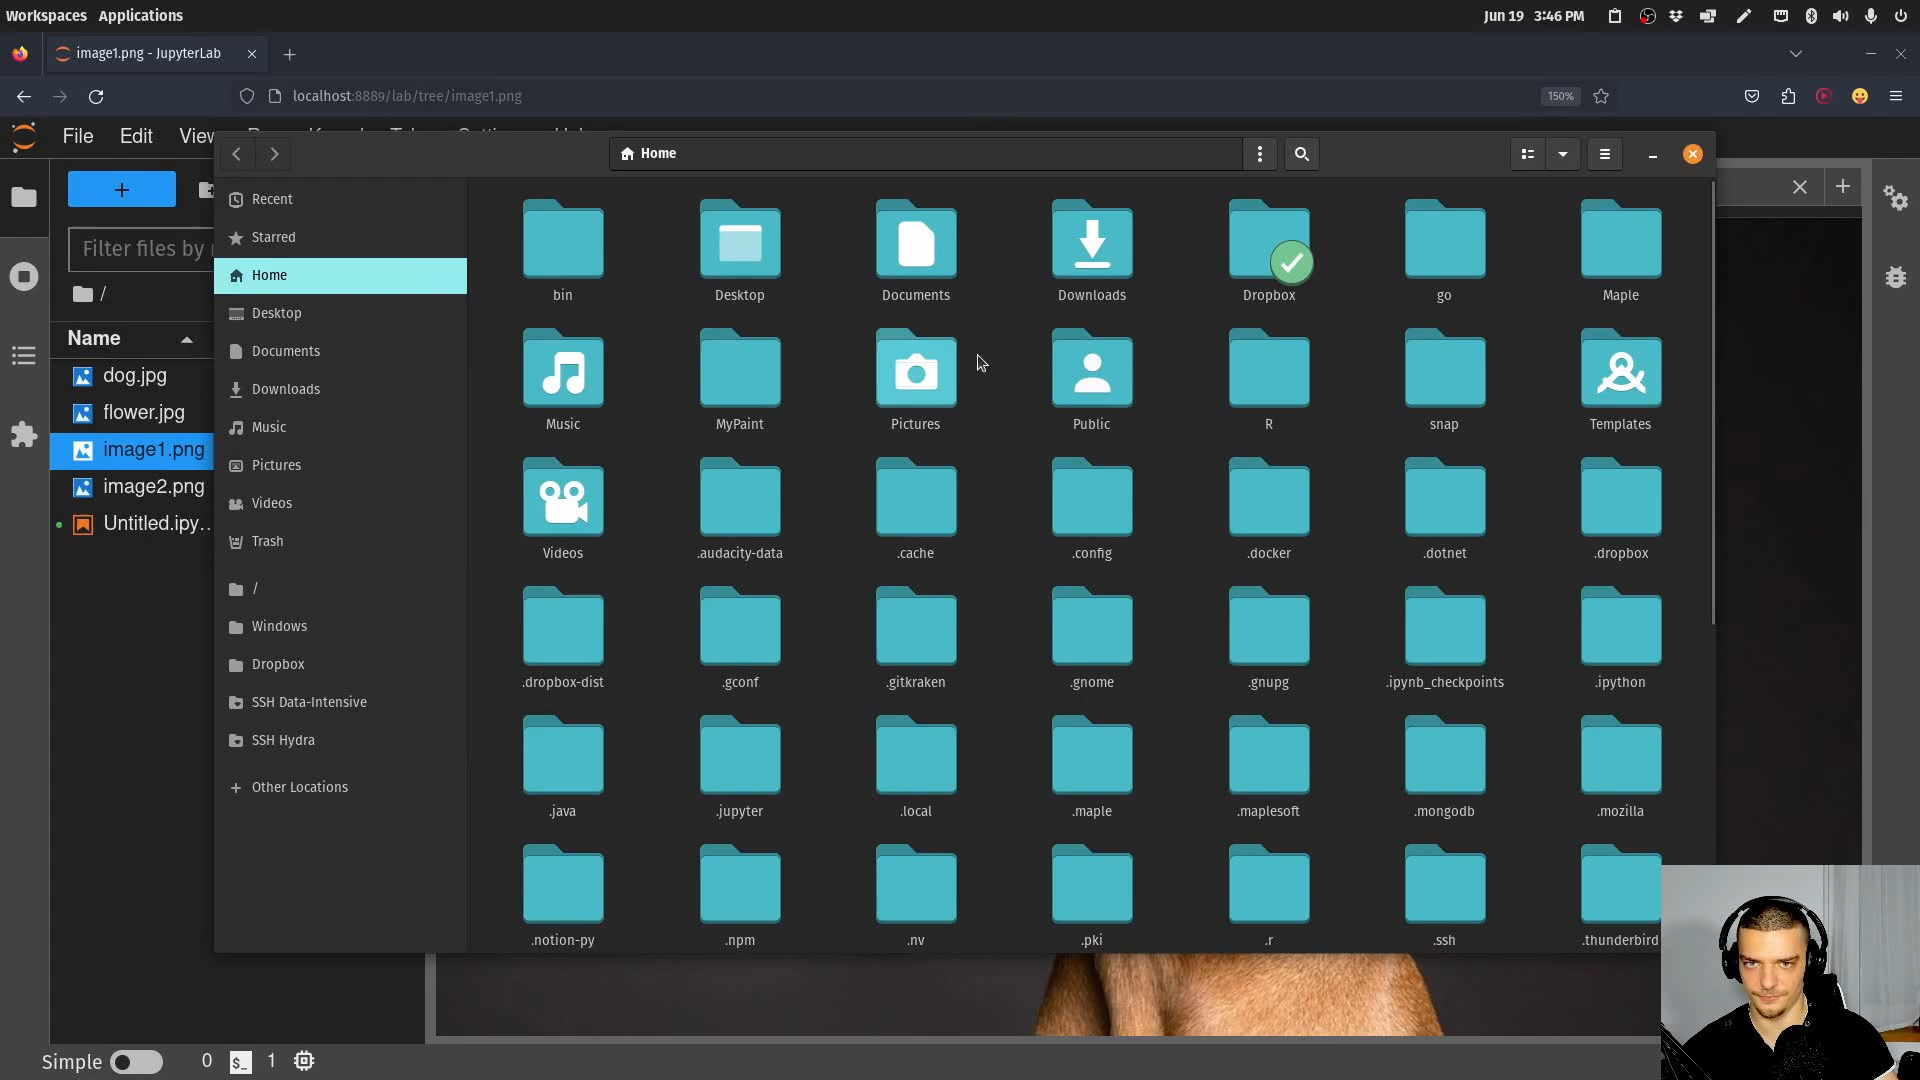 Workspaces Applications
Jun 19 3:46 PM
image1.png - JupyterLab
localhost:8889/lab/tree/image1.png
150%
File Edit View
Home
Filter files by
/
Name
dog.jpg
flower.jpg
image1.png
image2.png
Untitled.ipy...
Recent
Starred
Home
Desktop
Documents
Downloads
Music
Pictures
Videos
Trash
/
Windows
Dropbox
SSH Data-Intensive
SSH Hydra
Other Locations
bin Desktop Documents Downloads Dropbox go Maple
Music MyPaint Pictures Public R snap Templates
Videos .audacity-data .cache .config .docker .dotnet .dropbox
.dropbox-dist .gconf .gitkraken .gnome .gnupg .ipynb_checkpoints .ipython
.java .jupyter .local .maple .maplesoft .mongodb .mozilla
.notion-py .npm .nv .pki .r .ssh .thunderbird
Simple 0 $_ 1